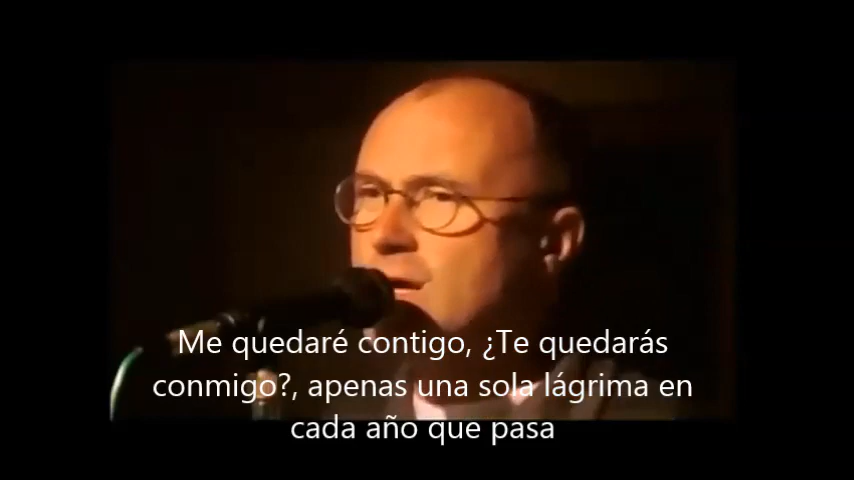 Me quedaré contigo, ¿Te quedarás
conmigo?, apenas una sola lágrima en
cada año que pasa